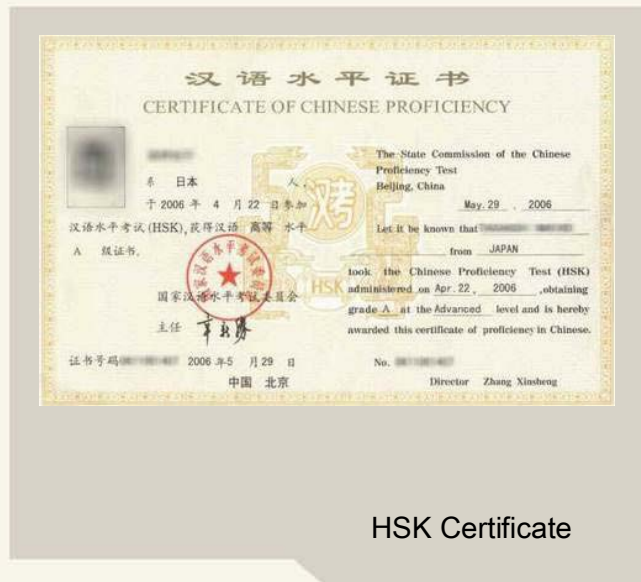 汉语水平证书
CERTIFICATE OF CHINESE PROFICIENCY
系 日本 人,
于 2006 年 4 月 22 日参加
汉语水平考试 (HSK), 获得汉语 高等 水平
A 级证书。
国家汉语水平考试委员会
主任
证书号码 2006 年5 月29 日
中国 北京
The State Commission of the Chinese
Proficiency Test
Beijing, China
May. 29 , 2006
Let it be known that
from JAPAN
took the Chinese Proficiency Test (HSK)
administered on Apr. 22, 2006 ,obtaining
grade A at the Advanced level and is hereby
awarded this certificate of proficiency in Chinese.
No.
Director Zhang Xinsheng
HSK
HSK Certificate